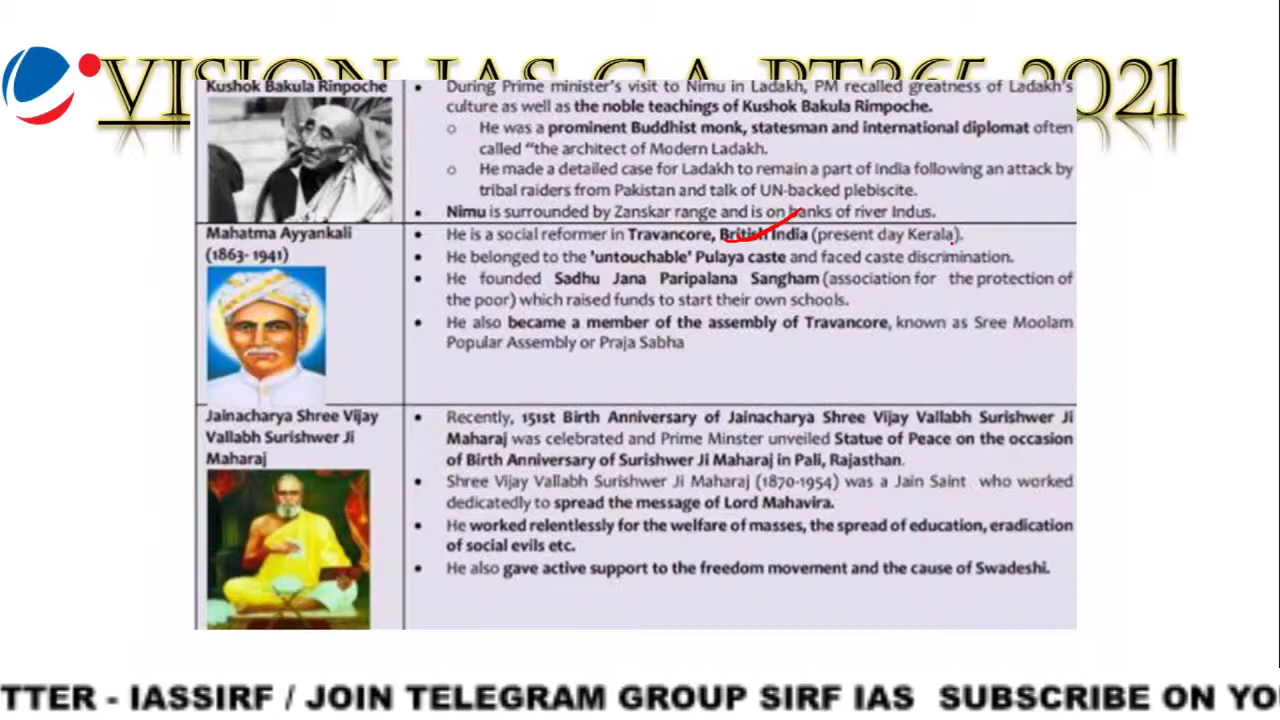 VISION IAS C.A PT365 2021
Kushok Bakula Rinpoche
• During Prime minister's visit to Nimu in Ladakh, PM recalled greatness of Ladakh's
culture as well as the noble teachings of Kushok Bakula Rimpoche.
o He was a prominent Buddhist monk, statesman and international diplomat often
called “the architect of Modern Ladakh.
o He made a detailed case for Ladakh to remain a part of India following an attack by
tribal raiders from Pakistan and talk of UN-backed plebiscite.
• Nimu is surrounded by Zanskar range and is on banks of river Indus.
Mahatma Ayyankali
(1863- 1941)
• He is a social reformer in Travancore, British India (present day Kerala).
• He belonged to the 'untouchable' Pulaya caste and faced caste discrimination.
• He founded Sadhu Jana Paripalana Sangham (association for the protection of
the poor) which raised funds to start their own schools.
• He also became a member of the assembly of Travancore, known as Sree Moolam
Popular Assembly or Praja Sabha
Jainacharya Shree Vijay
Vallabh Surishwer Ji
Maharaj
• Recently, 151st Birth Anniversary of Jainacharya Shree Vijay Vallabh Surishwer Ji
Maharaj was celebrated and Prime Minster unveiled Statue of Peace on the occasion
of Birth Anniversary of Surishwer Ji Maharaj in Pali, Rajasthan.
• Shree Vijay Vallabh Surishwer Ji Maharaj (1870-1954) was a Jain Saint who worked
dedicatedly to spread the message of Lord Mahavira.
• He worked relentlessly for the welfare of masses, the spread of education, eradication
of social evils etc.
• He also gave active support to the freedom movement and the cause of Swadeshi.
TTER - IASSIRF / JOIN TELEGRAM GROUP SIRF IAS SUBSCRIBE ON YO